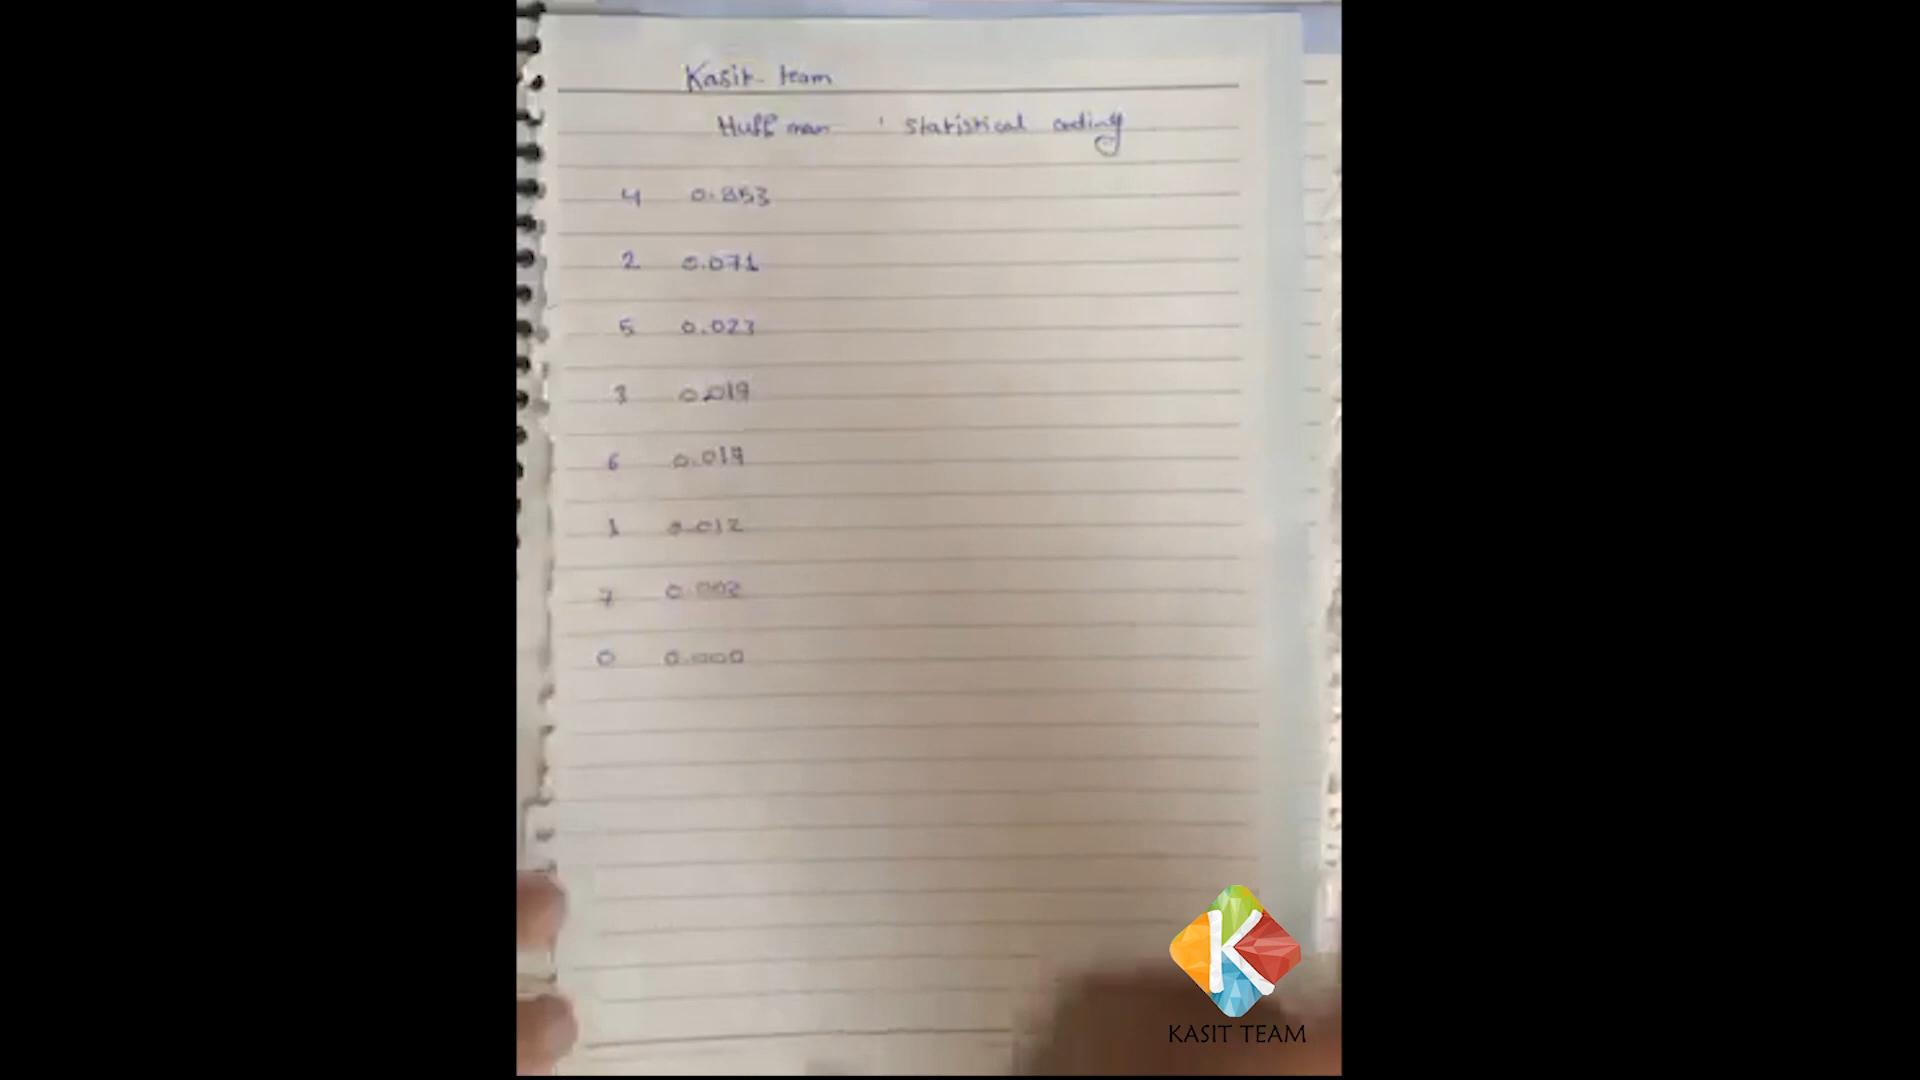 Kasit team
Huffman statistical coding
4 0.853
2 0.071
5 0.023
3 0.019
6 0.019
1 0.012
7 0.002
0 0.000
KASIT TEAM